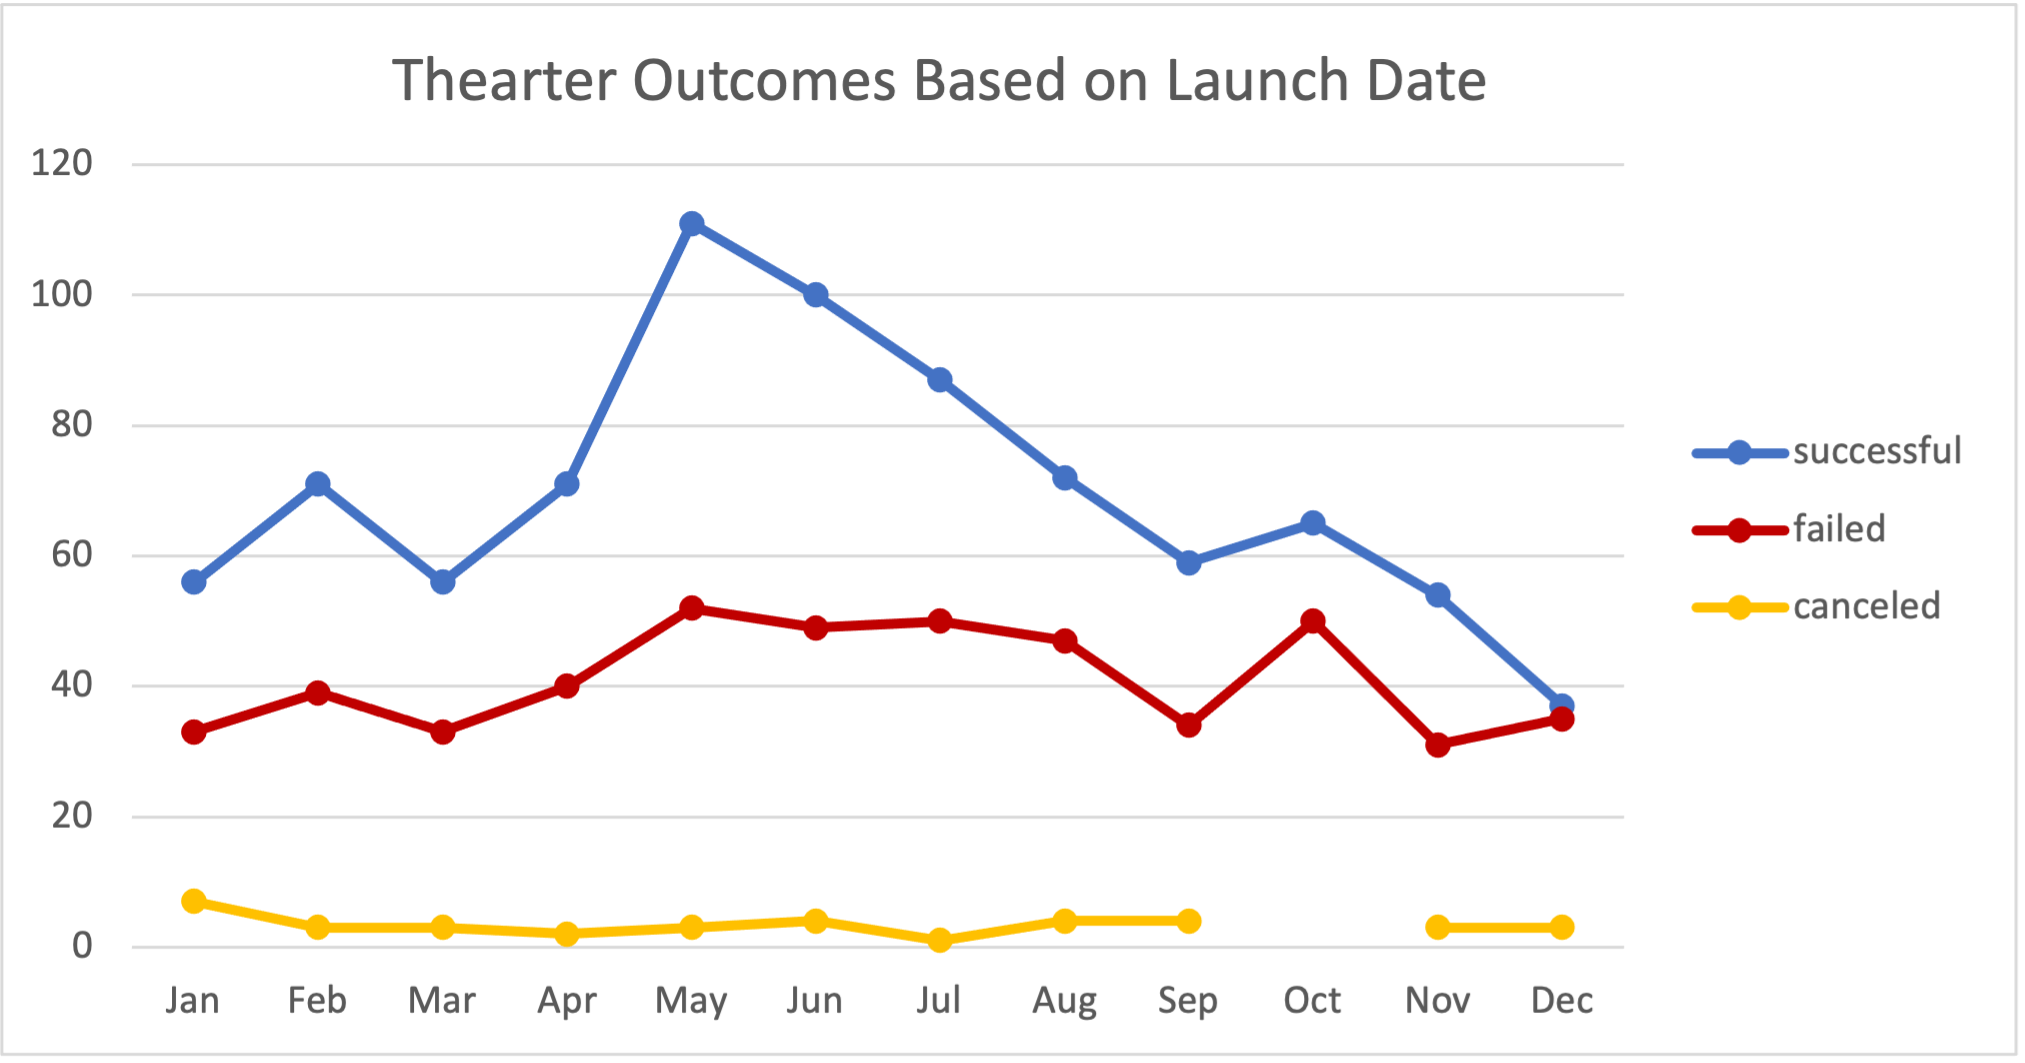 Thearter Outcomes Based on Launch Date
120
100
80
60
40
20
0
Jan Feb Mar Apr May Jun Jul Aug Sep Oct Nov Dec
successful
failed
canceled